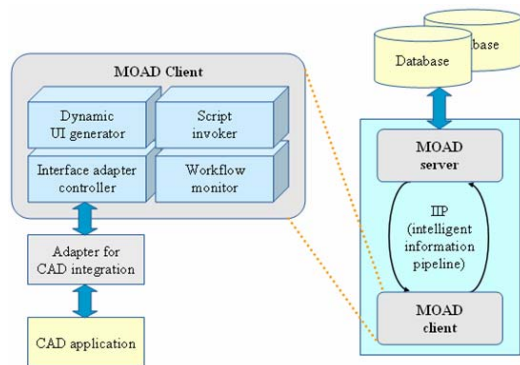 MOAD Client
Dynamic
UI generator
Script
invoker
Interface adapter
controller
Workflow
monitor
Adapter for
CAD integration
CAD application
Database
base
MOAD
server
IIP
(intelligent
information
pipeline)
MOAD
client